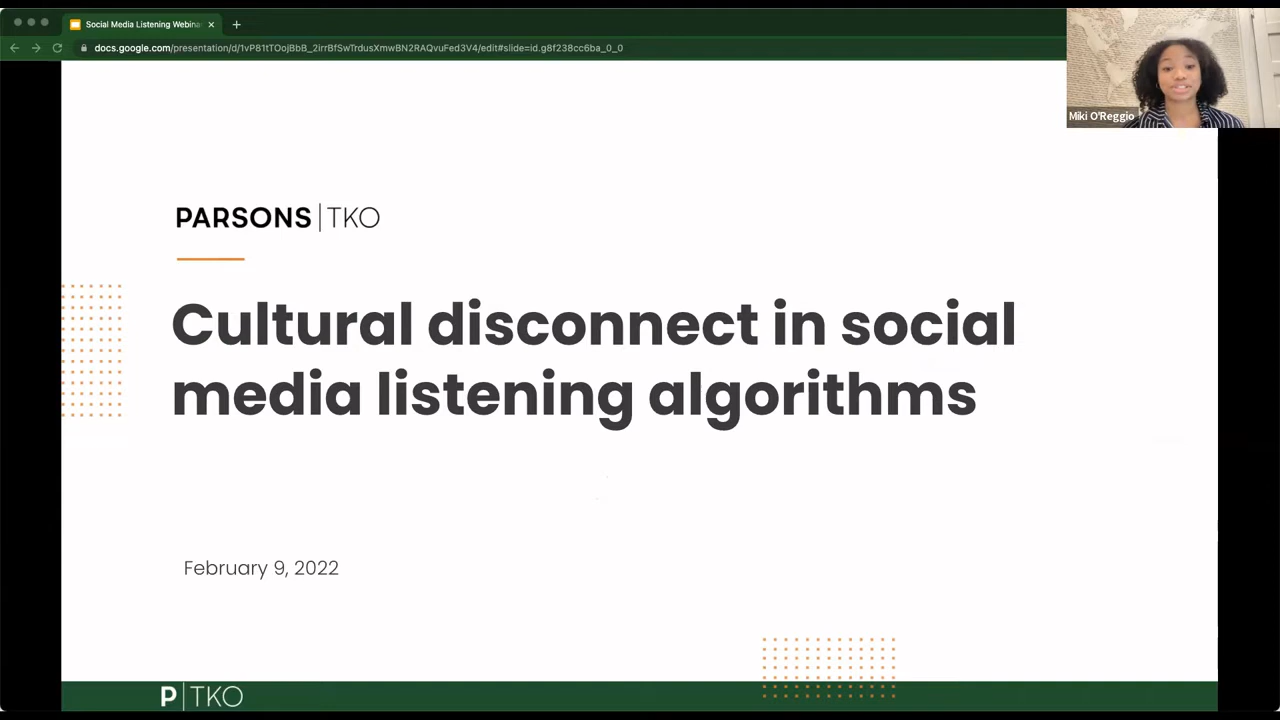 Social Media Listening Webina
docs.google.com/presentation/d/1vP81tTOojBbB_2irrBfSwTrdusXmwBN2RAQvuFed3V4/edit#slide=id.g8f238cc6ba_0_0
Miki O'Reggio
PARSONS|TKO
Cultural disconnect in social
media listening algorithms
February 9, 2022
P|TKO